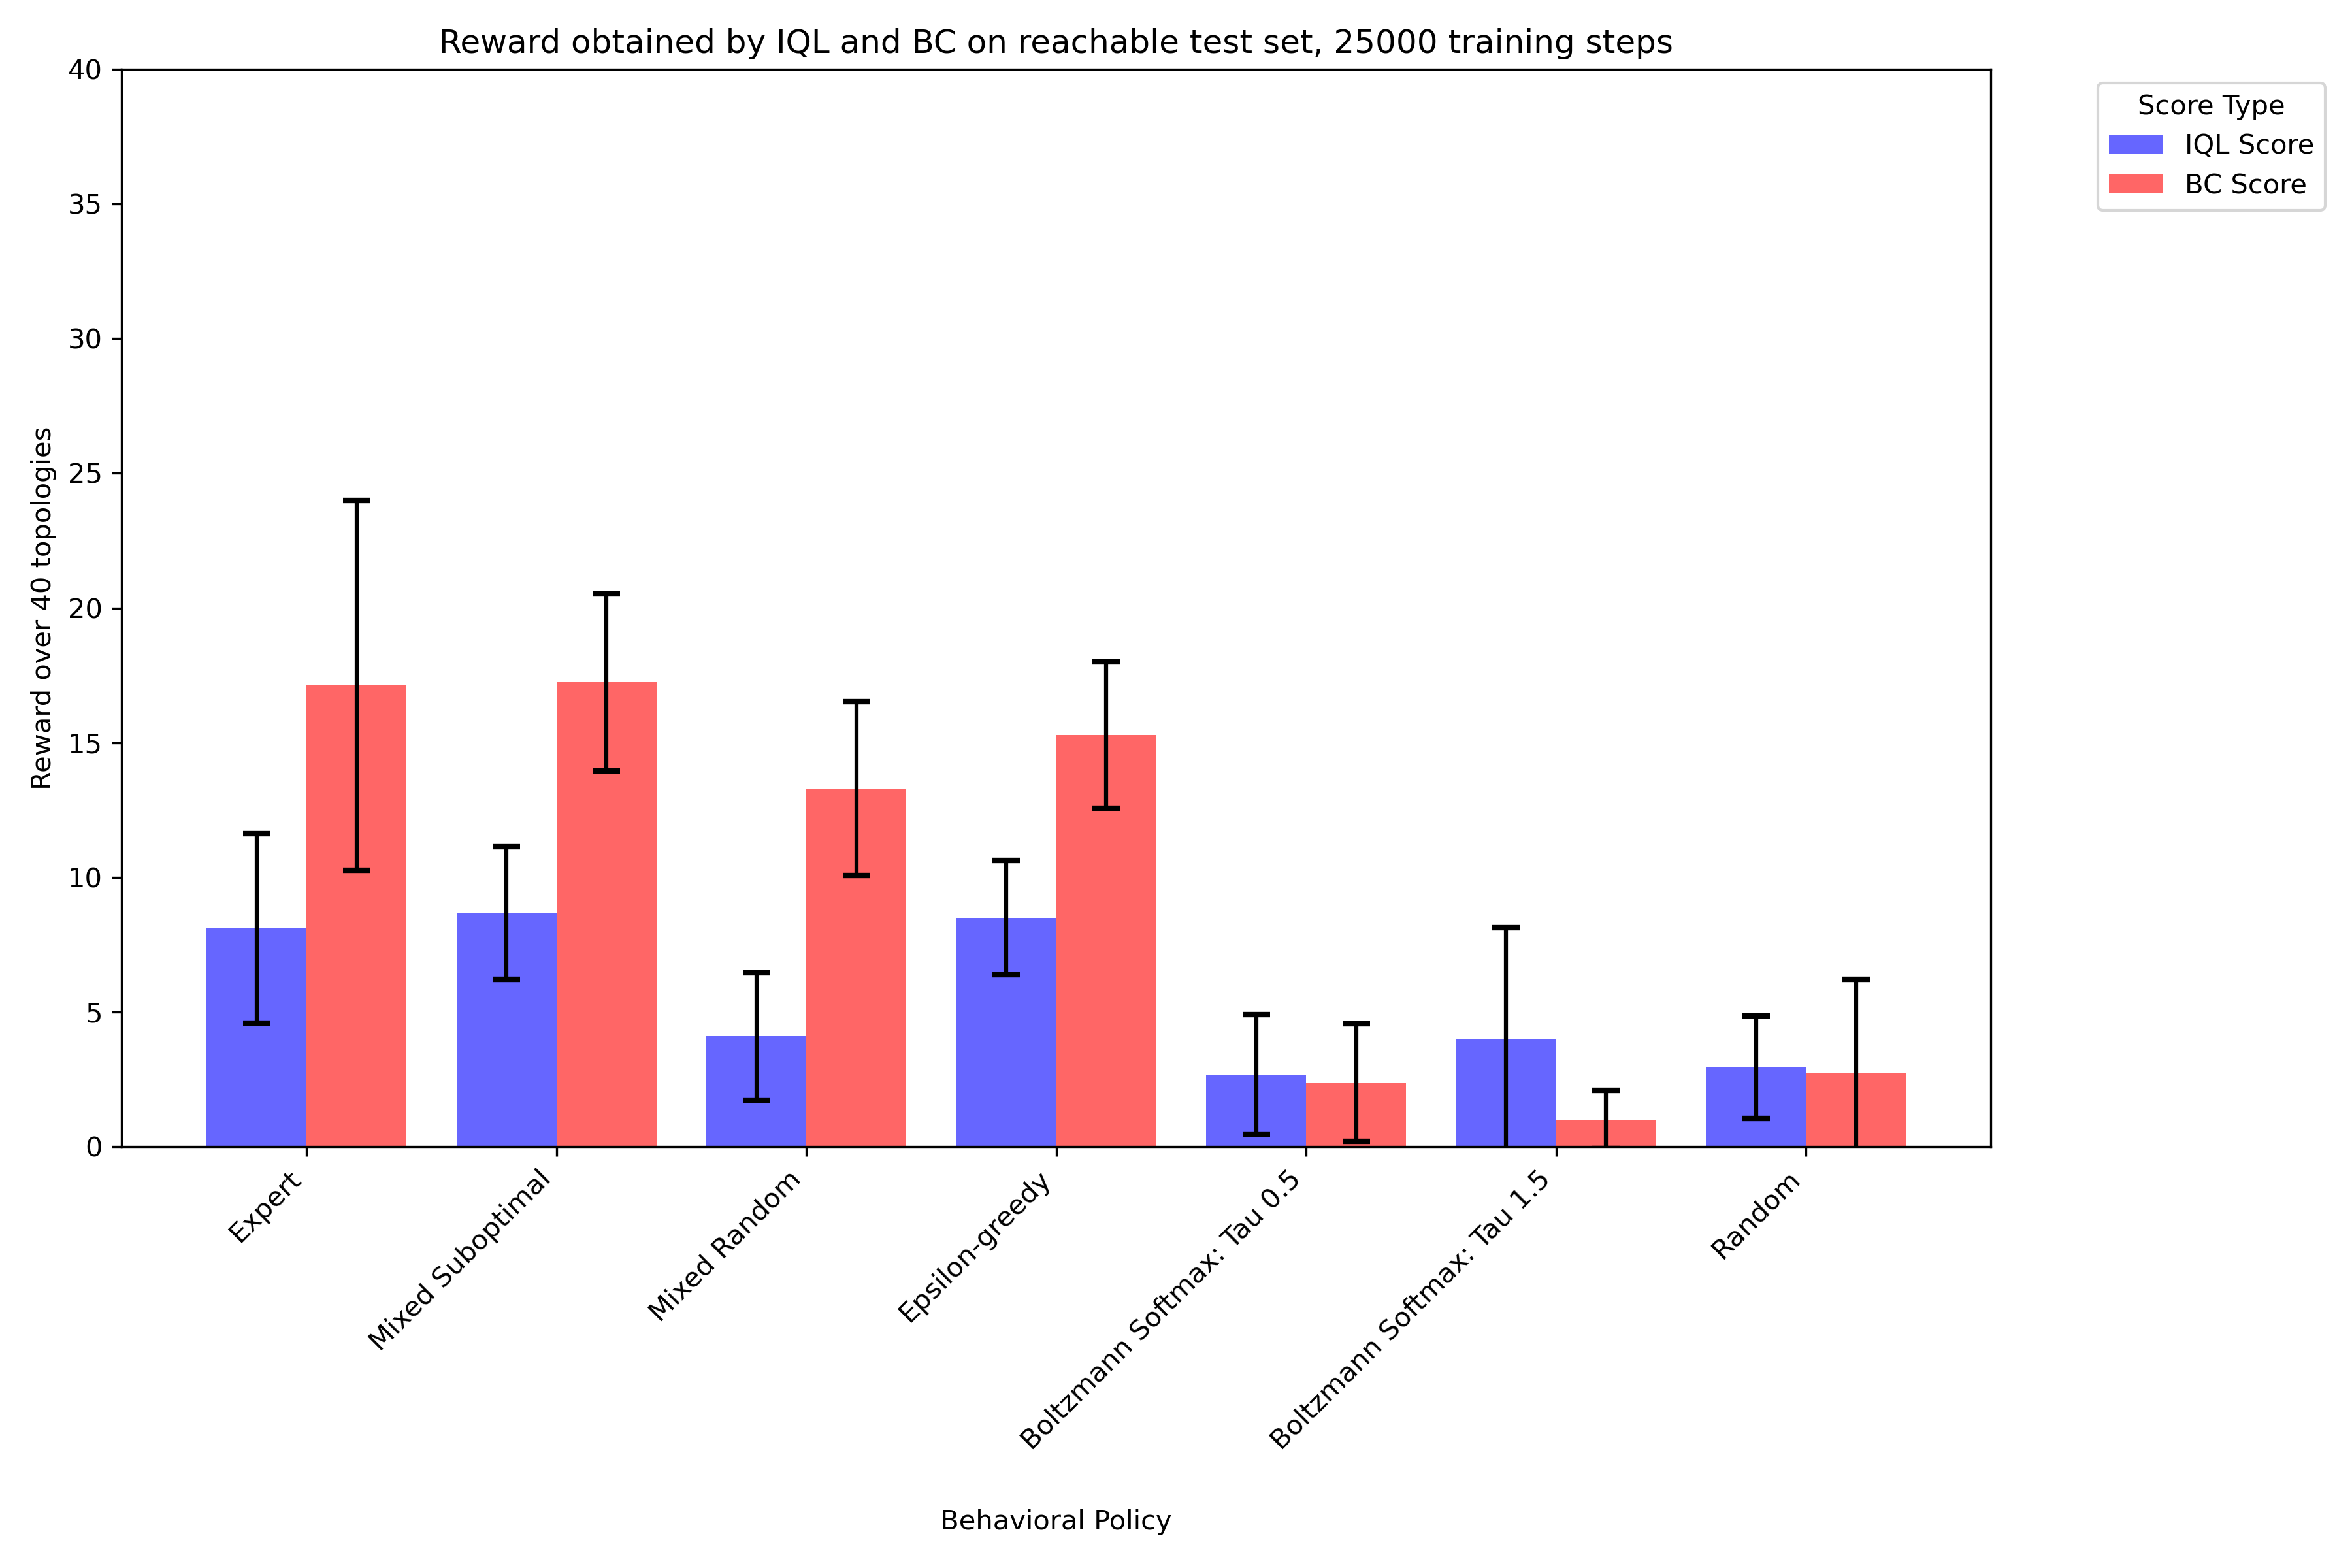 Reward obtained by IQL and BC on reachable test set, 25000 training steps
Score Type
IQL Score
BC Score
Reward over 40 topologies
40
35
30
25
20
15
10
5
0
Expert
Mixed Suboptimal
Mixed Random
Epsilon-greedy
Boltzmann Softmax: Tau 0.5
Boltzmann Softmax: Tau 1.5
Random
Behavioral Policy